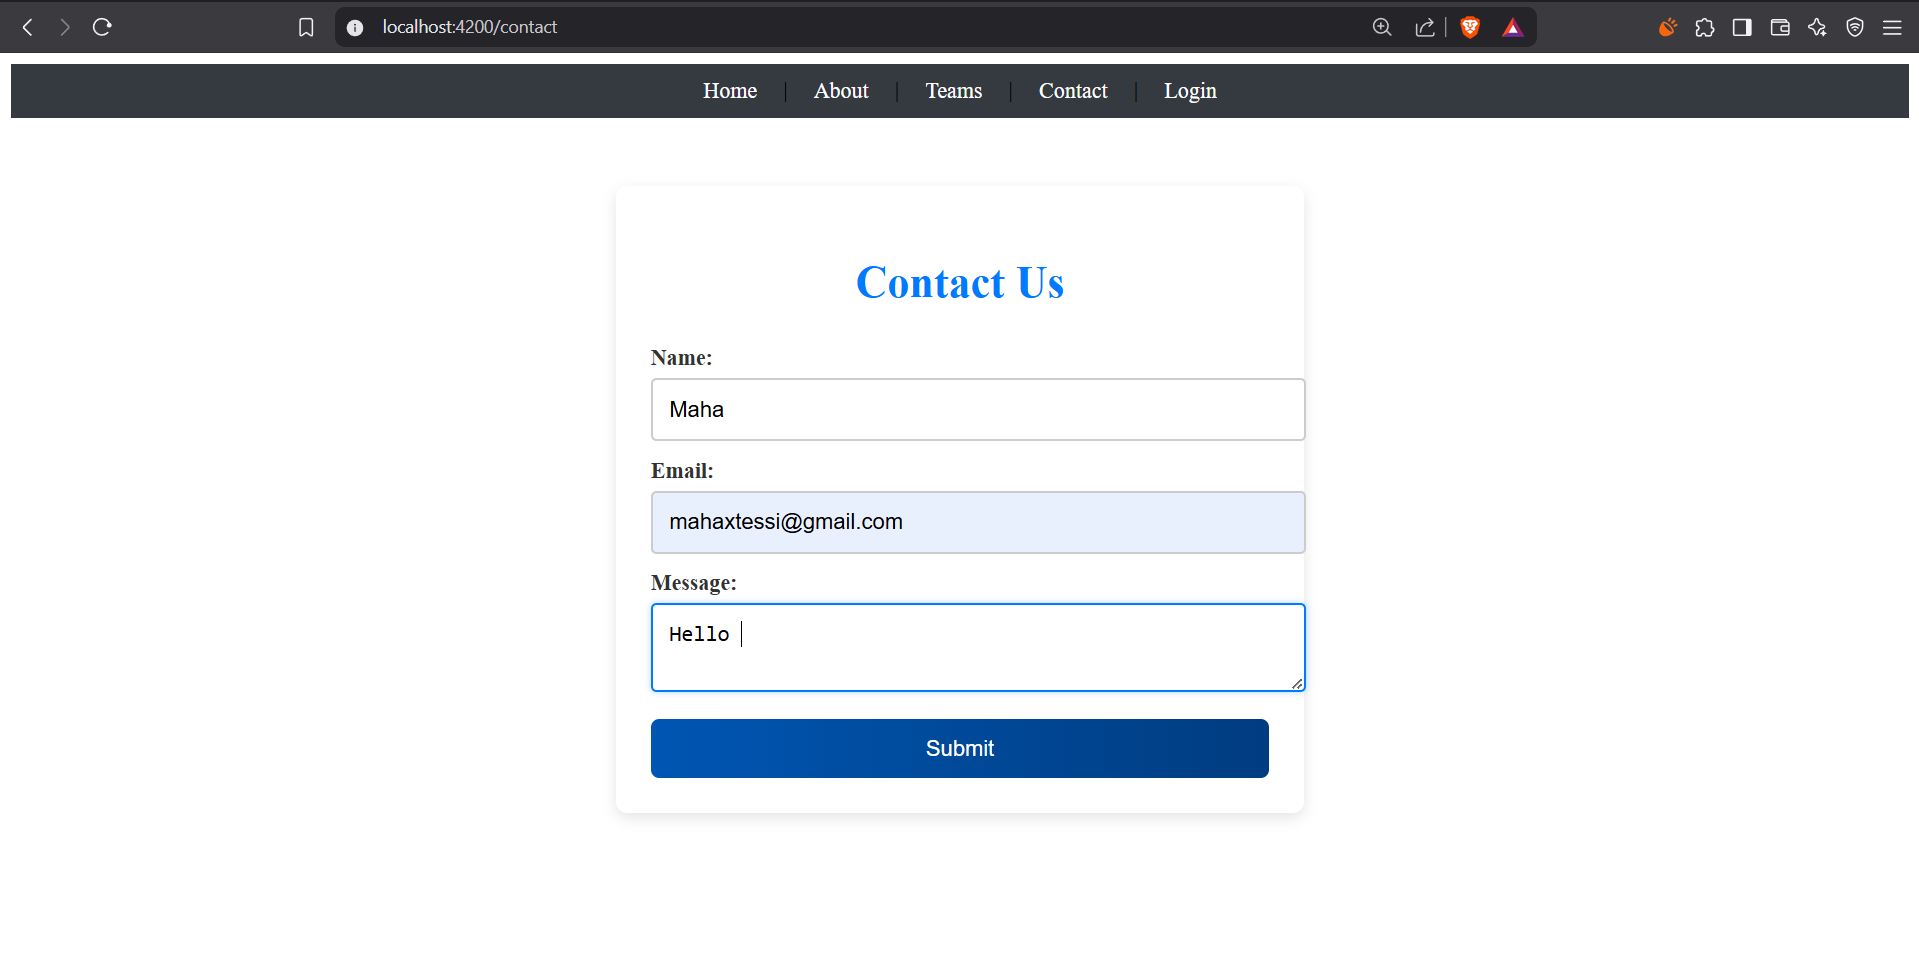 localhost:4200/contact
Home | About | Teams | Contact | Login
Contact Us
Name:
Maha
Email:
mahaxtessi@gmail.com
Message:
Hello
Submit